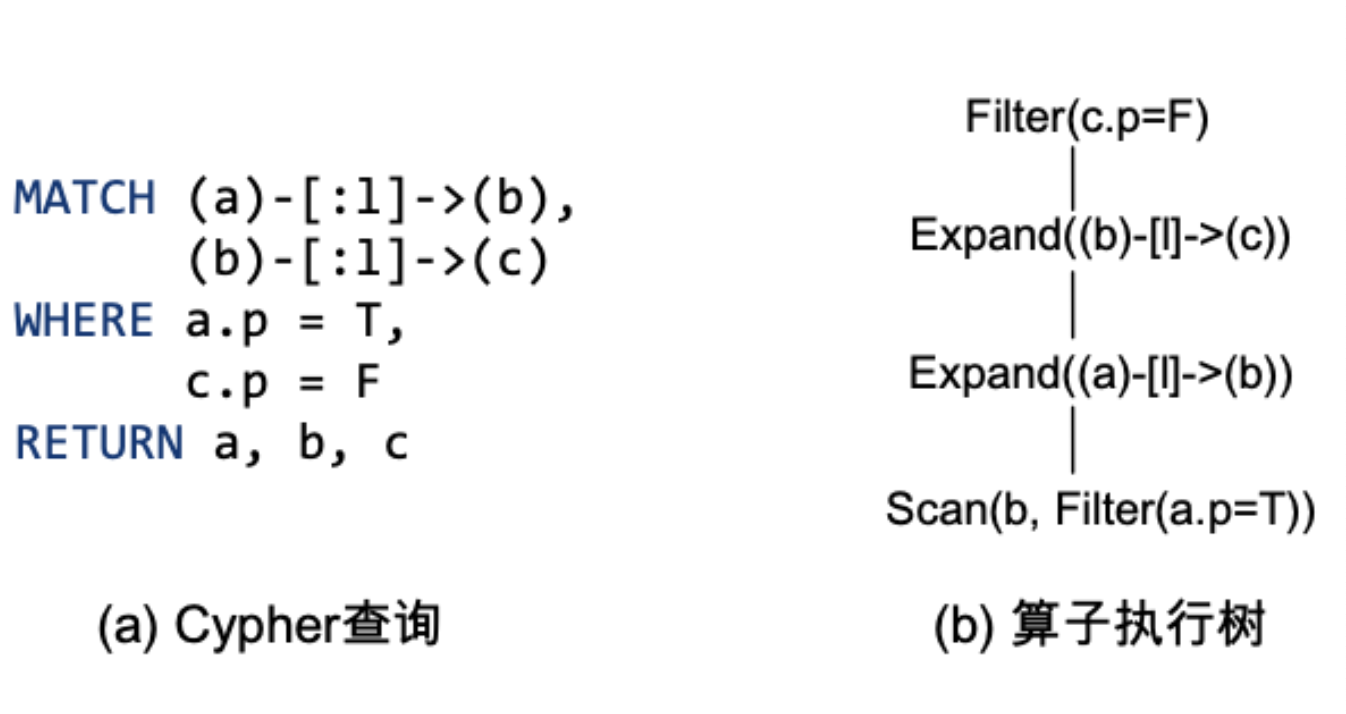 MATCH (a)-[:l]->(b),
(b)-[:l]->(c)
WHERE a.p = T,
c.p = F
RETURN a, b, c
(a) Cypher查询
Filter(c.p=F)
Expand((b)-[l]->(c))
Expand((a)-[l]->(b))
Scan(b, Filter(a.p=T))
(b) 算子执行树